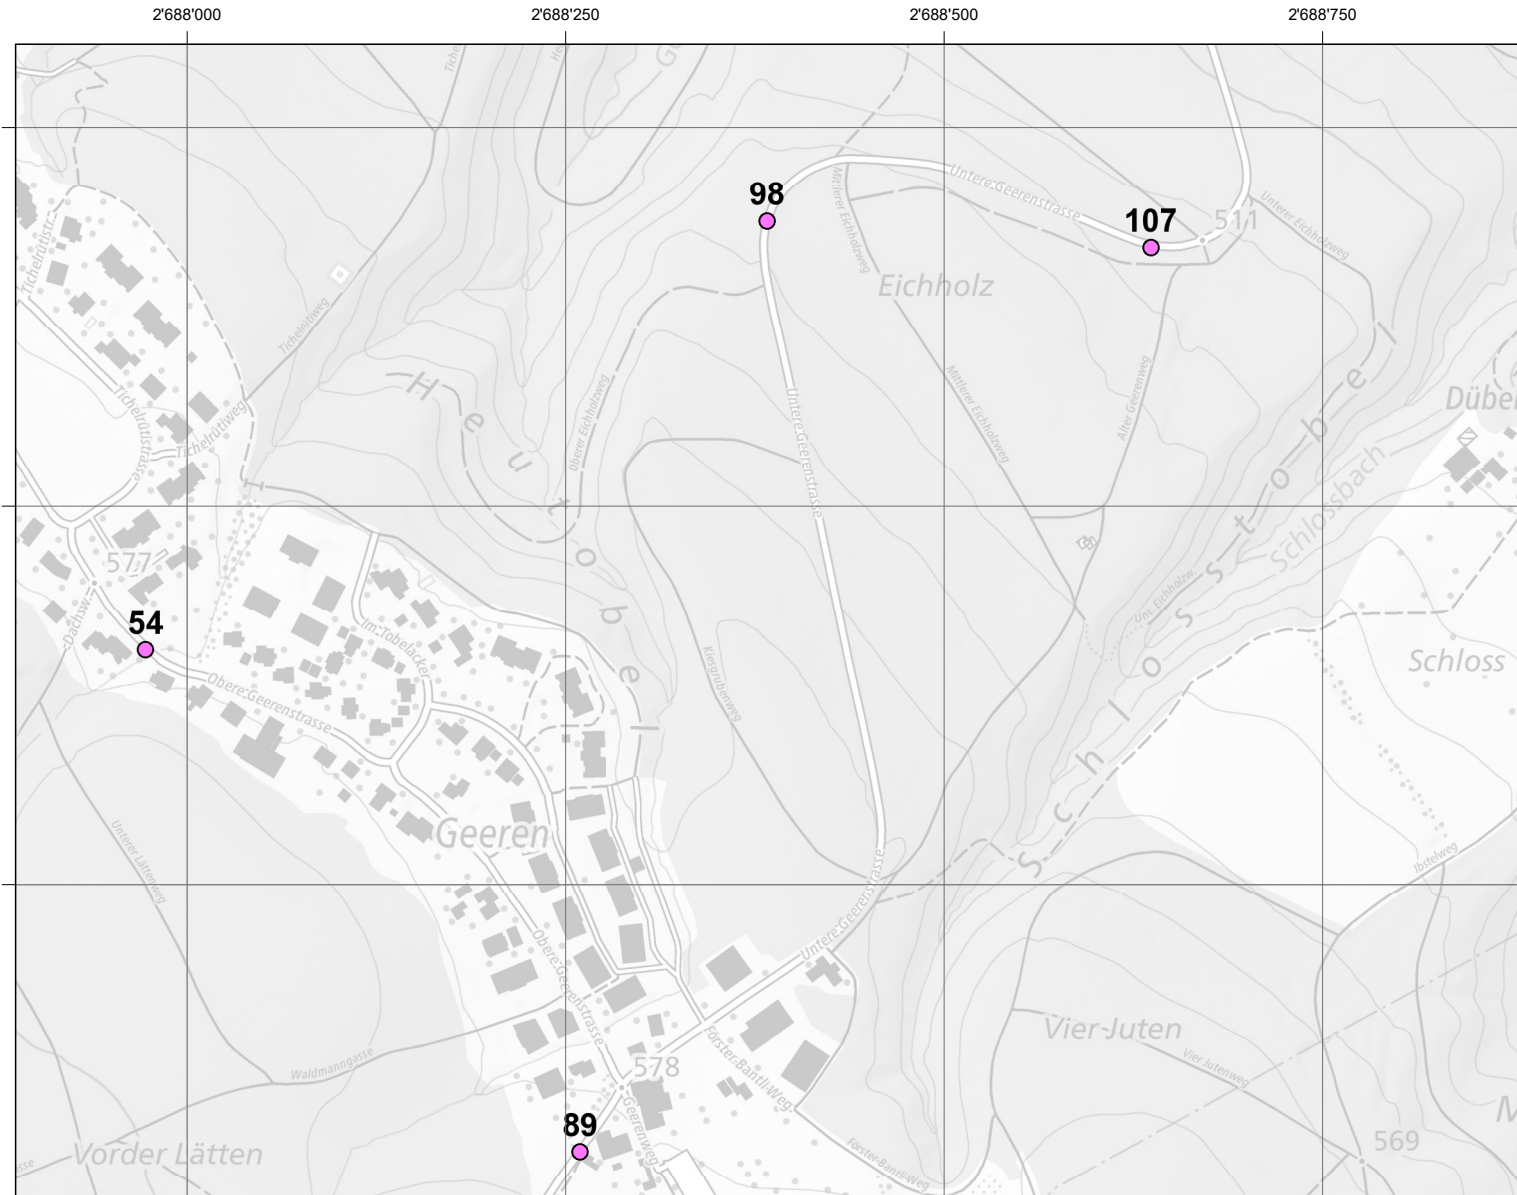 2'688'000
2'688'250
2'688'500
2'688'750
Untere Geerenstrasse
98
107
511
Unterer Eichholzweg
Mittlerer Eichholzweg
Tichelrütistr.
Eichholz
Tichelrütiweg
Heutobel
Oberer Eichholzweg
Mittlerer Eichholzweg
Alter Geerenweg
Tichelrütistrasse
Tichelrütiweg
Untere Geerenstrasse
Schlosstobel
Schlossbach
577
Dachsw.
54
Im Tobelacker
Unt. Eichholzw.
Schloss
Obere Geerenstrasse
Kiesgrubenweg
Geeren
Unterer Lättenweg
Ibstelweg
Obere Geerenstrasse
Untere Geerenstrasse
Vier-Juten
Vier Jutenweg
Waldmanngasse
578
Förster-Bantli-Weg
89
Geerenweg
Vorder Lätten
Förster-Bantli-Weg
569